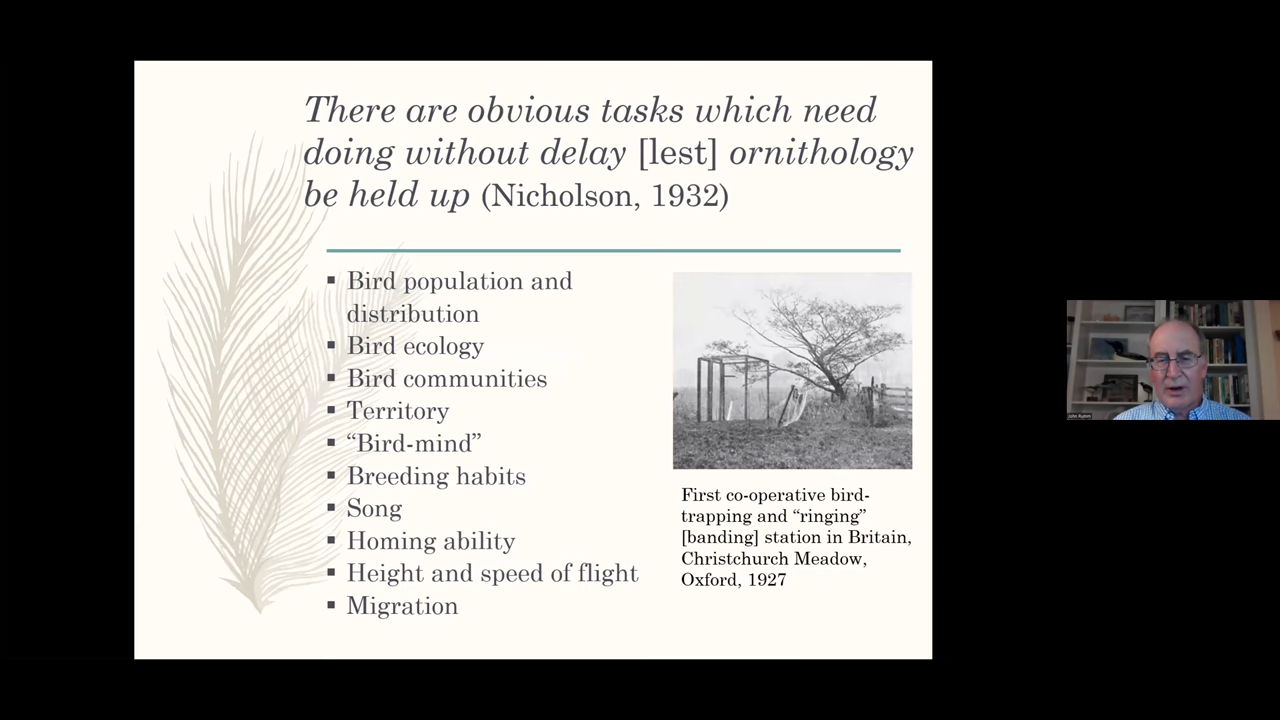 There are obvious tasks which need
doing without delay [lest] ornithology
be held up (Nicholson, 1932)
▪ Bird population and
distribution
▪ Bird ecology
▪ Bird communities
▪ Territory
▪ “Bird-mind”
▪ Breeding habits
▪ Song
▪ Homing ability
▪ Height and speed of flight
▪ Migration
First co-operative bird-
trapping and “ringing”
[banding] station in Britain,
Christchurch Meadow,
Oxford, 1927
John Rumm